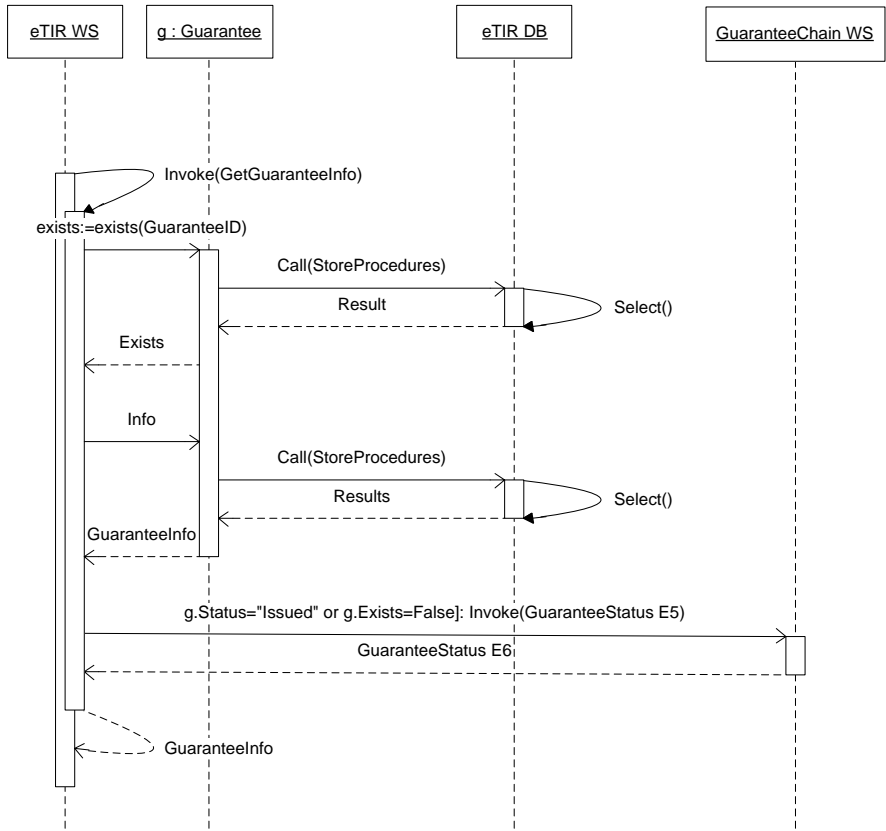 eTIR WS
g : Guarantee
eTIR DB
GuaranteeChain WS
Invoke(GetGuaranteeInfo)
exists:=exists(GuaranteeID)
Call(StoreProcedures)
Result
Select()
Exists
Info
Call(StoreProcedures)
Results
Select()
GuaranteeInfo
g.Status="Issued" or g.Exists=False]: Invoke(GuaranteeStatus E5)
GuaranteeStatus E6
GuaranteeInfo